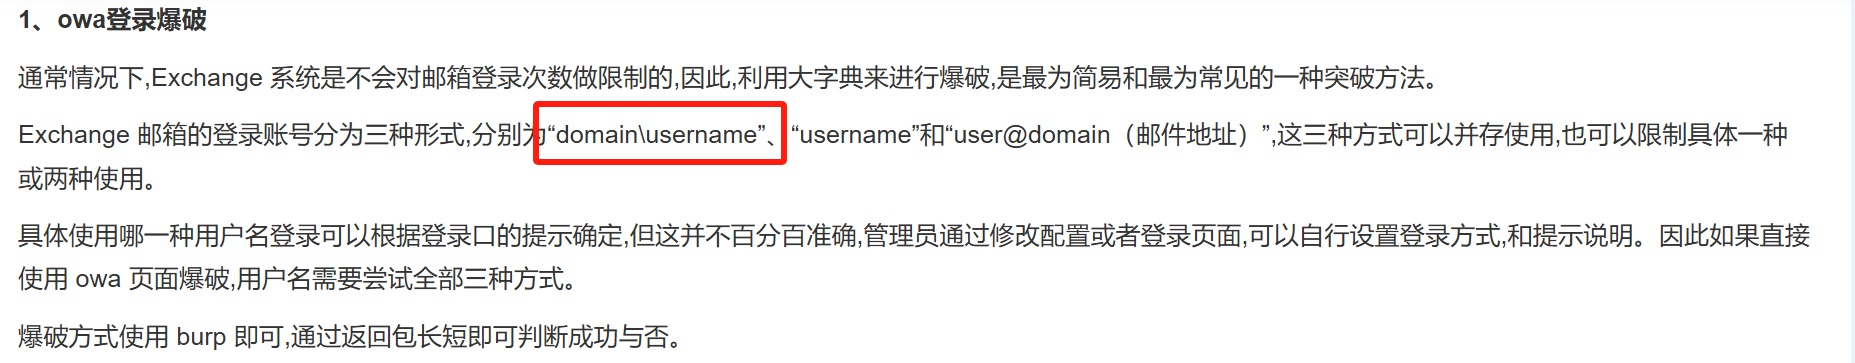 1、owa登录爆破
通常情况下,Exchange 系统是不会对邮箱登录次数做限制的,因此,利用大字典来进行爆破,是最为简易和最为常见的一种突破方法。
Exchange 邮箱的登录账号分为三种形式,分别为“domain\username”、“username”和“user@domain（邮件地址）”,这三种方式可以并存使用,也可以限制具体一种
或两种使用。
具体使用哪一种用户名登录可以根据登录口的提示确定,但这并不百分百准确,管理员通过修改配置或者登录页面,可以自行设置登录方式,和提示说明。因此如果直接
使用 owa 页面爆破,用户名需要尝试全部三种方式。
爆破方式使用 burp 即可,通过返回包长短即可判断成功与否。